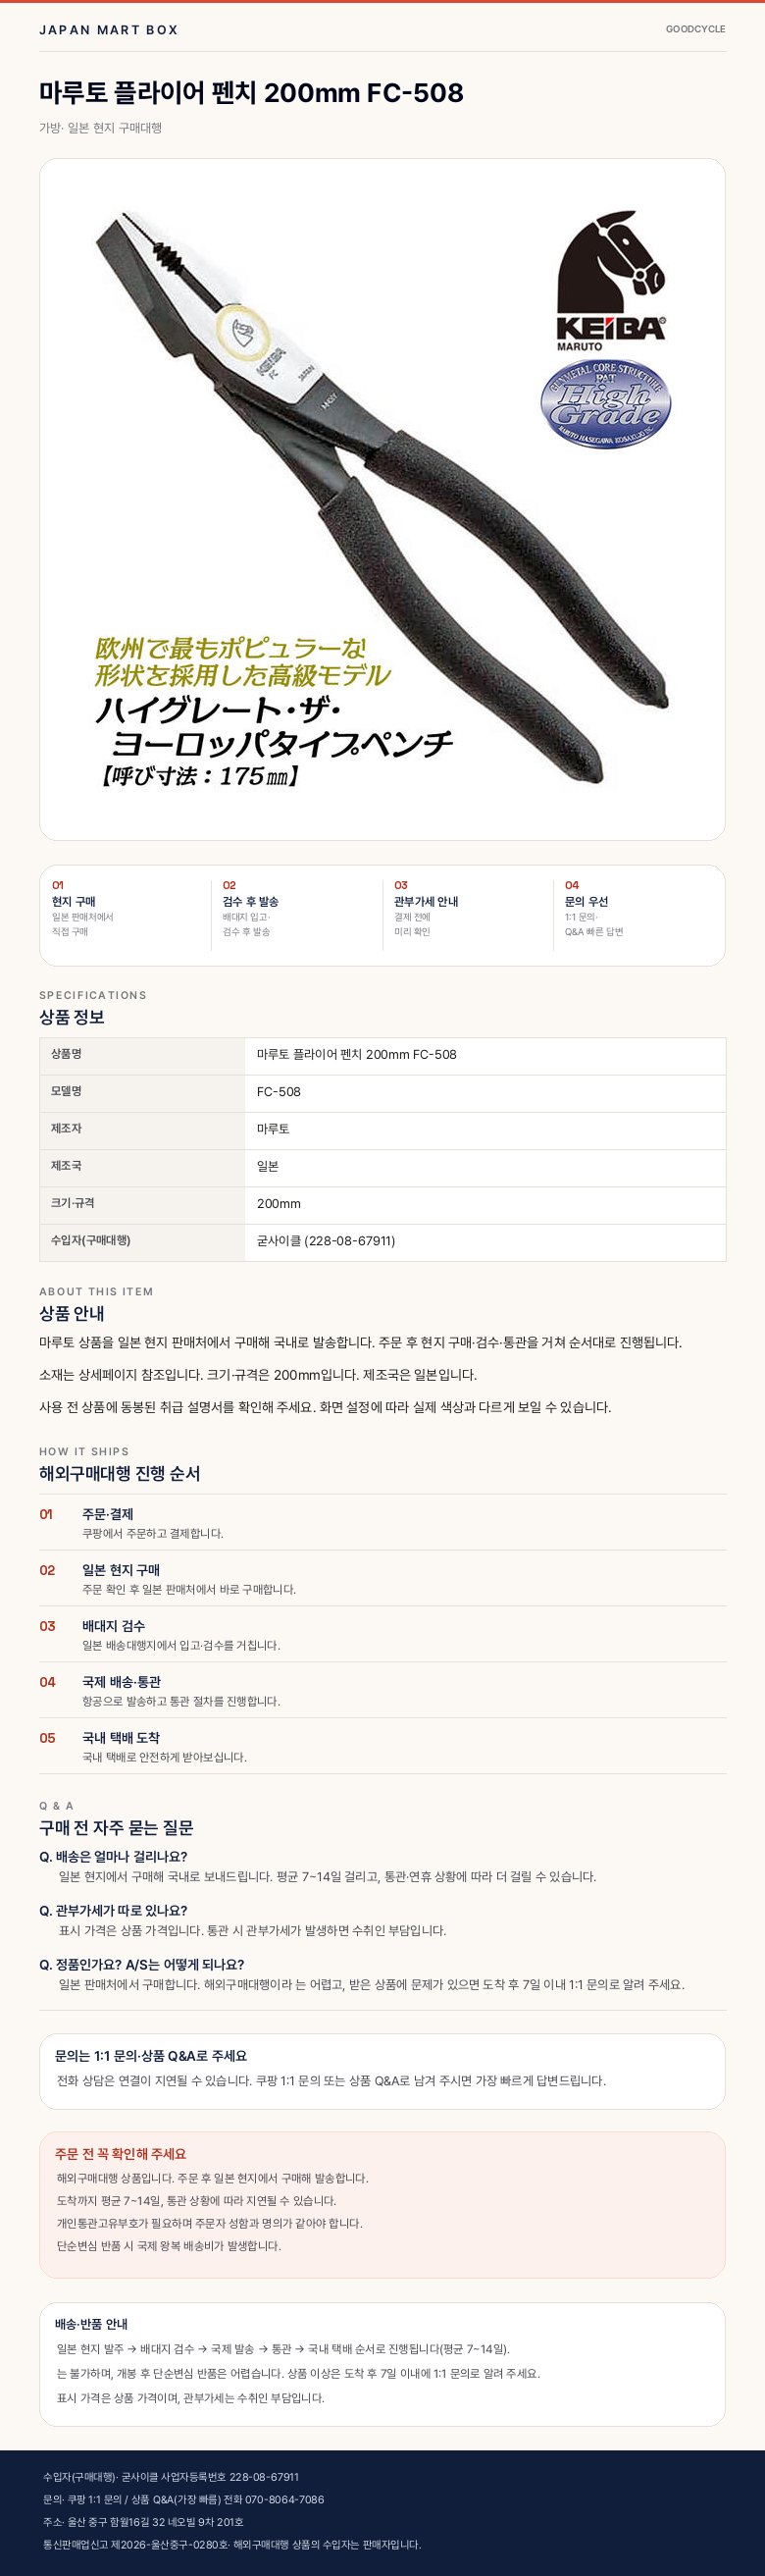 JAPAN MART BOX
GOODCYCLE
마루토 플라이어 펜치 200mm FC-508
가방· 일본 현지 구매대행
KEIBA
FC
JAPAN
KEIBA®
MARUTO
GUNMETAL CORE STRUCTURE
PAT
High
Grade
MARUTO HASEGAWA KOSAKUJO, INC.
欧州で最もポピュラーな
形状を採用した高級モデル
ハイグレート・ザ・
ヨーロッパタイプペンチ
【呼び寸法：175㎜】
01
현지 구매
일본 판매처에서
직접 구매
02
검수 후 발송
배대지 입고·
검수 후 발송
03
관부가세 안내
결제 전에
미리 확인
04
문의 우선
1:1 문의·
Q&A 빠른 답변
SPECIFICATIONS
상품 정보
상품명 마루토 플라이어 펜치 200mm FC-508
모델명 FC-508
제조자 마루토
제조국 일본
크기·규격 200mm
수입자(구매대행) 굳사이클 (228-08-67911)
ABOUT THIS ITEM
상품 안내
마루토 상품을 일본 현지 판매처에서 구매해 국내로 발송합니다. 주문 후 현지 구매·검수·통관을 거쳐 순서대로 진행됩니다.
소재는 상세페이지 참조입니다. 크기·규격은 200mm입니다. 제조국은 일본입니다.
사용 전 상품에 동봉된 취급 설명서를 확인해 주세요. 화면 설정에 따라 실제 색상과 다르게 보일 수 있습니다.
HOW IT SHIPS
해외구매대행 진행 순서
01 주문·결제
쿠팡에서 주문하고 결제합니다.
02 일본 현지 구매
주문 확인 후 일본 판매처에서 바로 구매합니다.
03 배대지 검수
일본 배송대행지에서 입고·검수를 거칩니다.
04 국제 배송·통관
항공으로 발송하고 통관 절차를 진행합니다.
05 국내 택배 도착
국내 택배로 안전하게 받아보십니다.
Q & A
구매 전 자주 묻는 질문
Q. 배송은 얼마나 걸리나요?
일본 현지에서 구매해 국내로 보내드립니다. 평균 7~14일 걸리고, 통관·연휴 상황에 따라 더 걸릴 수 있습니다.
Q. 관부가세가 따로 있나요?
표시 가격은 상품 가격입니다. 통관 시 관부가세가 발생하면 수취인 부담입니다.
Q. 정품인가요? A/S는 어떻게 되나요?
일본 판매처에서 구매합니다. 해외구매대행이라 는 어렵고, 받은 상품에 문제가 있으면 도착 후 7일 이내 1:1 문의로 알려 주세요.
문의는 1:1 문의·상품 Q&A로 주세요
전화 상담은 연결이 지연될 수 있습니다. 쿠팡 1:1 문의 또는 상품 Q&A로 남겨 주시면 가장 빠르게 답변드립니다.
주문 전 꼭 확인해 주세요
해외구매대행 상품입니다. 주문 후 일본 현지에서 구매해 발송합니다.
도착까지 평균 7~14일, 통관 상황에 따라 지연될 수 있습니다.
개인통관고유부호가 필요하며 주문자 성함과 명의가 같아야 합니다.
단순변심 반품 시 국제 왕복 배송비가 발생합니다.
배송·반품 안내
일본 현지 발주 → 배대지 검수 → 국제 발송 → 통관 → 국내 택배 순서로 진행됩니다(평균 7~14일).
는 불가하며, 개봉 후 단순변심 반품은 어렵습니다. 상품 이상은 도착 후 7일 이내에 1:1 문의로 알려 주세요.
표시 가격은 상품 가격이며, 관부가세는 수취인 부담입니다.
수입자(구매대행)· 굳사이클 사업자등록번호 228-08-67911
문의· 쿠팡 1:1 문의 / 상품 Q&A(가장 빠름) 전화 070-8064-7086
주소· 울산 중구 함월16길 32 네오빌 9차 201호
통신판매업신고 제2026-울산중구-0280호· 해외구매대행 상품의 수입자는 판매자입니다.